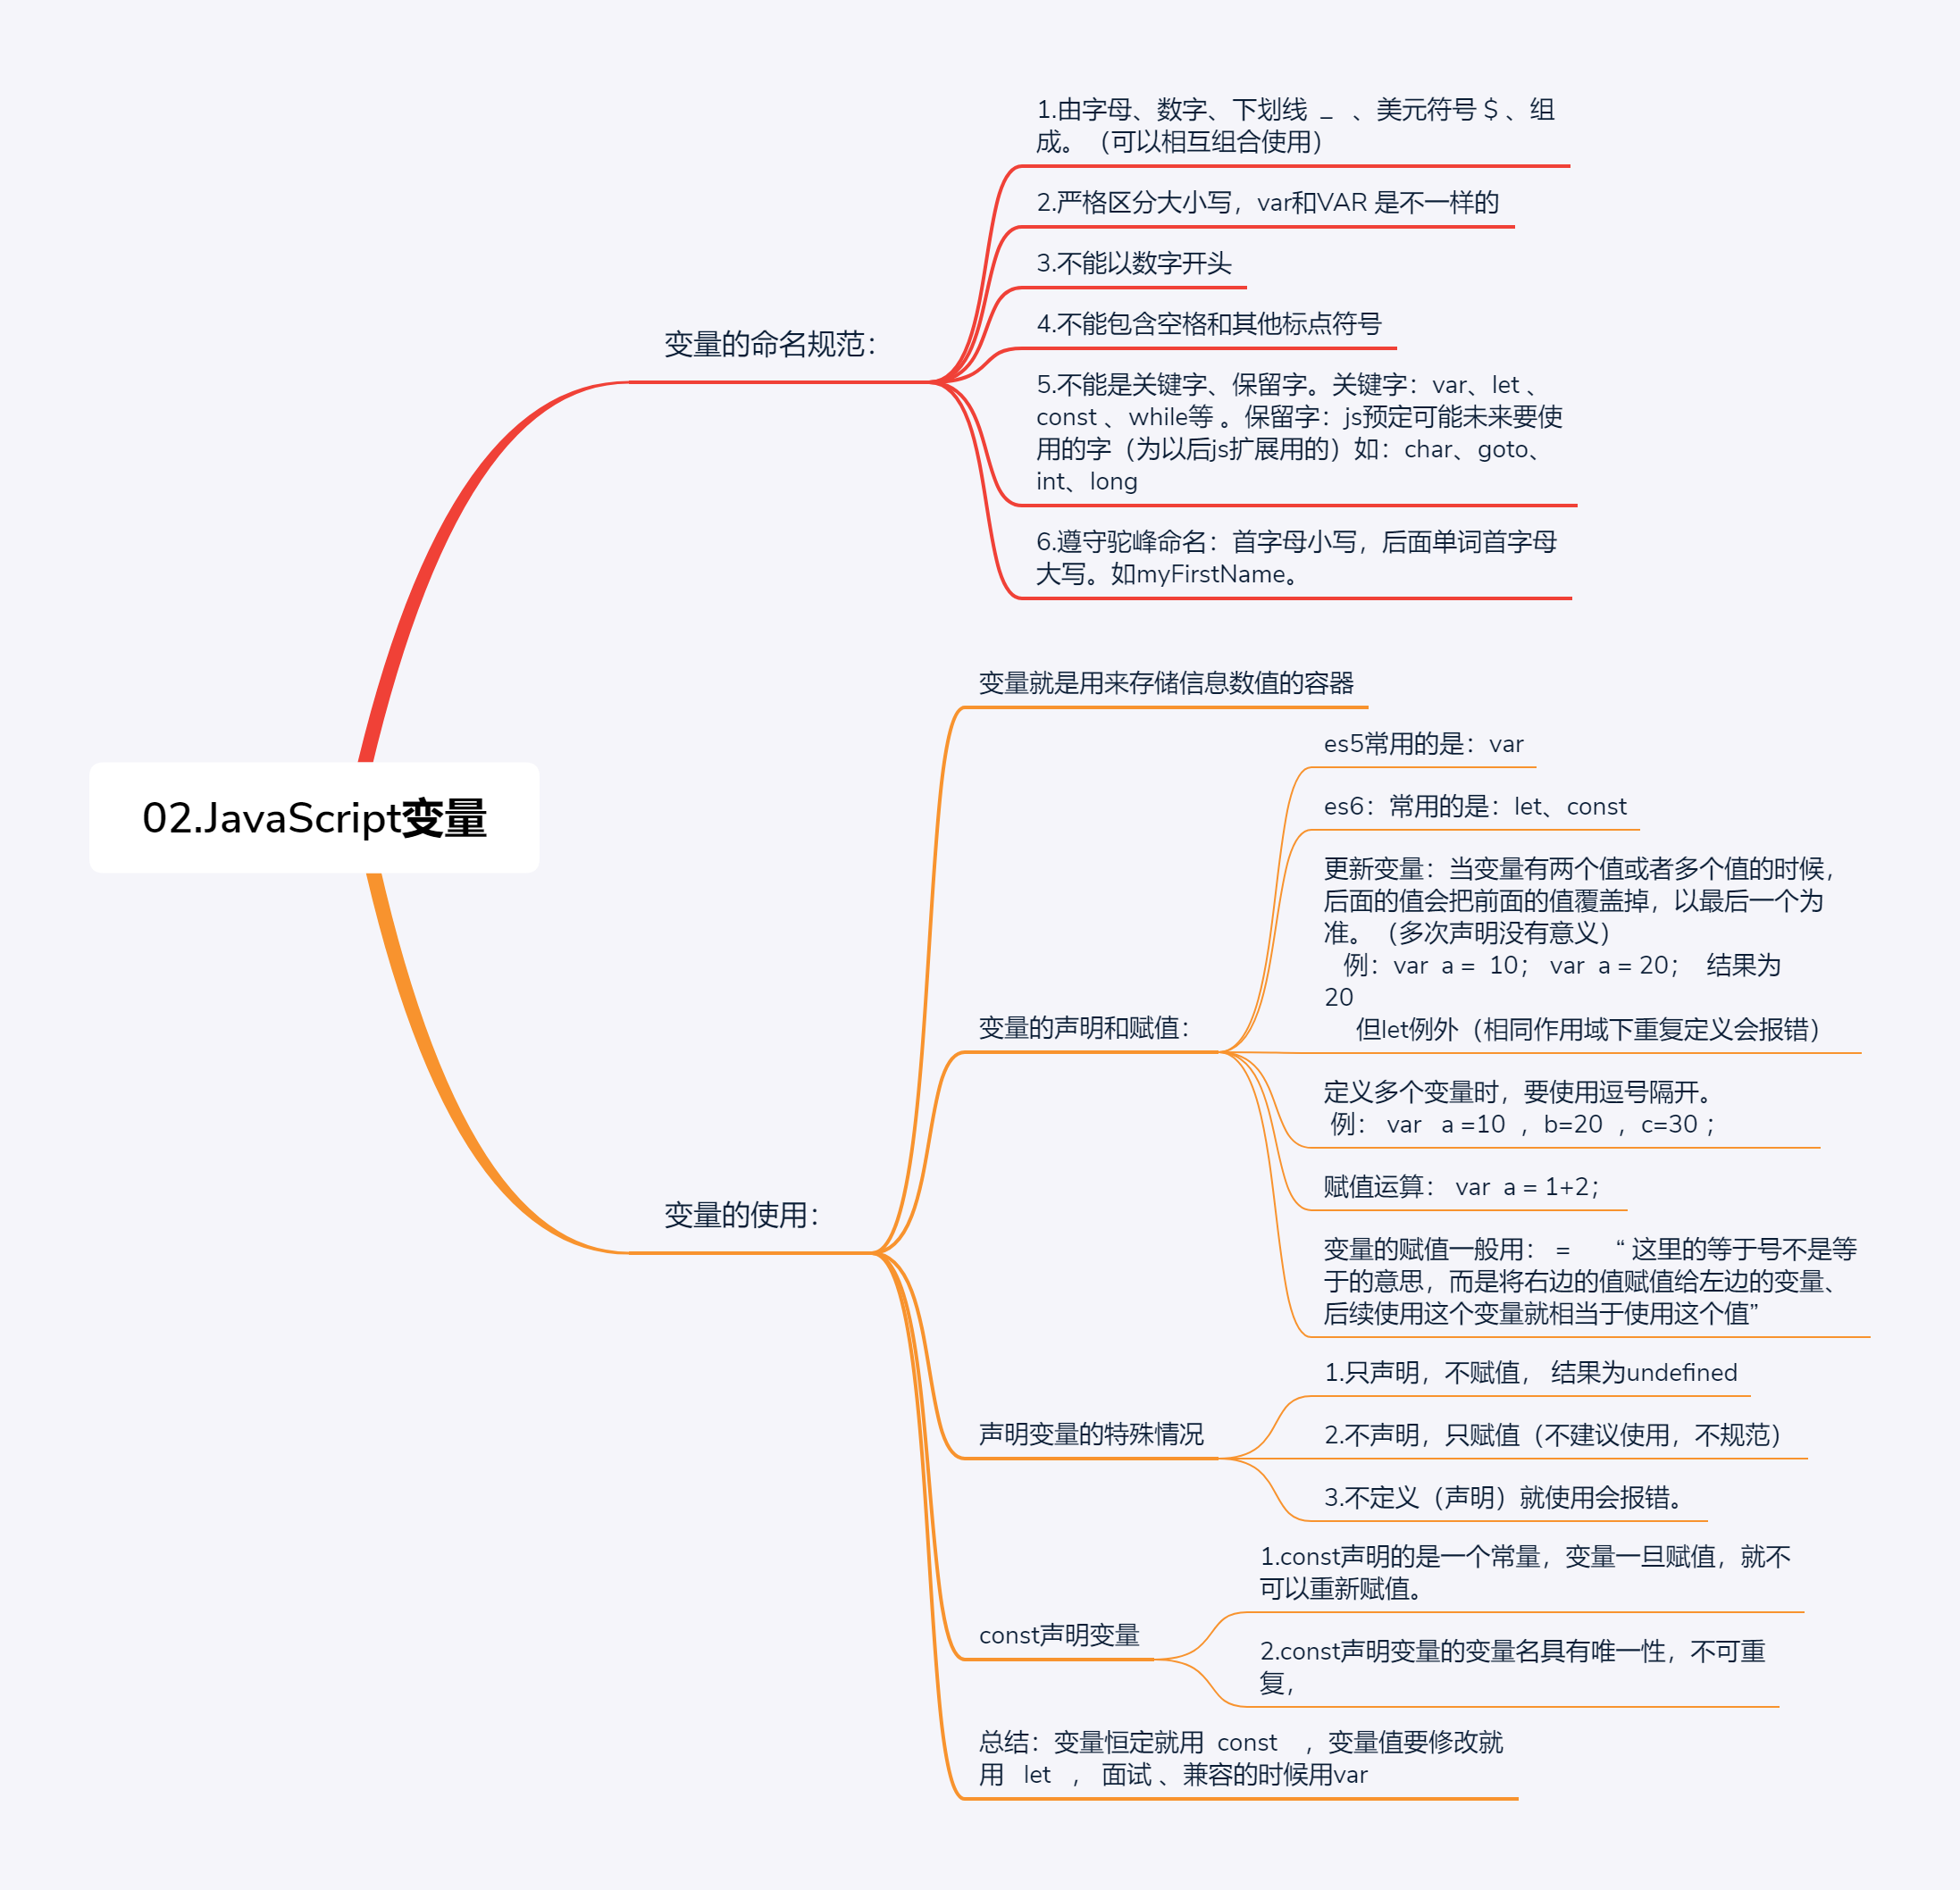 02.JavaScript变量
变量的命名规范：
1.由字母、数字、下划线 _ 、美元符号 $ 、组
成。（可以相互组合使用）
2.严格区分大小写，var和VAR 是不一样的
3.不能以数字开头
4.不能包含空格和其他标点符号
5.不能是关键字、保留字。关键字：var、let 、
const 、while等 。保留字：js预定可能未来要使
用的字（为以后js扩展用的）如：char、goto、
int、long
6.遵守驼峰命名：首字母小写，后面单词首字母
大写。如myFirstName。
变量的使用：
变量就是用来存储信息数值的容器
变量的声明和赋值：
es5常用的是：var
es6：常用的是：let、const
更新变量：当变量有两个值或者多个值的时候，
后面的值会把前面的值覆盖掉，以最后一个为
准。（多次声明没有意义）
例：var a = 10； var a = 20； 结果为
20
但let例外（相同作用域下重复定义会报错）
定义多个变量时，要使用逗号隔开。
例： var a =10 ，b=20 ，c=30 ；
赋值运算： var a = 1+2；
变量的赋值一般用： = “ 这里的等于号不是等
于的意思，而是将右边的值赋值给左边的变量、
后续使用这个变量就相当于使用这个值”
声明变量的特殊情况
1.只声明，不赋值， 结果为undefined
2.不声明，只赋值（不建议使用，不规范）
3.不定义（声明）就使用会报错。
const声明变量
1.const声明的是一个常量，变量一旦赋值，就不
可以重新赋值。
2.const声明变量的变量名具有唯一性，不可重
复，
总结：变量恒定就用 const ，变量值要修改就
用 let ， 面试 、兼容的时候用var